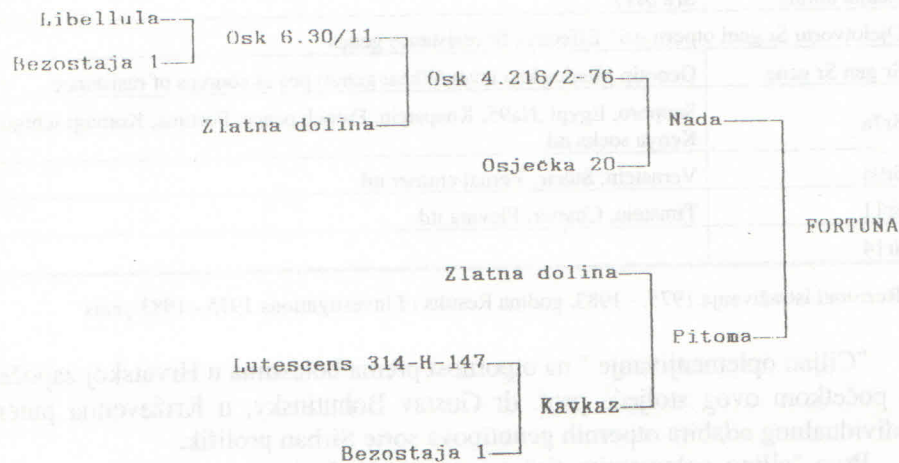 Libellula
Osk 6.30/11
Bezostaja 1
Osk 4.216/2-76
Zlatna dolina
Nada
Osječka 20
FORTUNA
Zlatna dolina
Pitoma
Lutescens 314-H-147
Kavkaz
Bezostaja 1